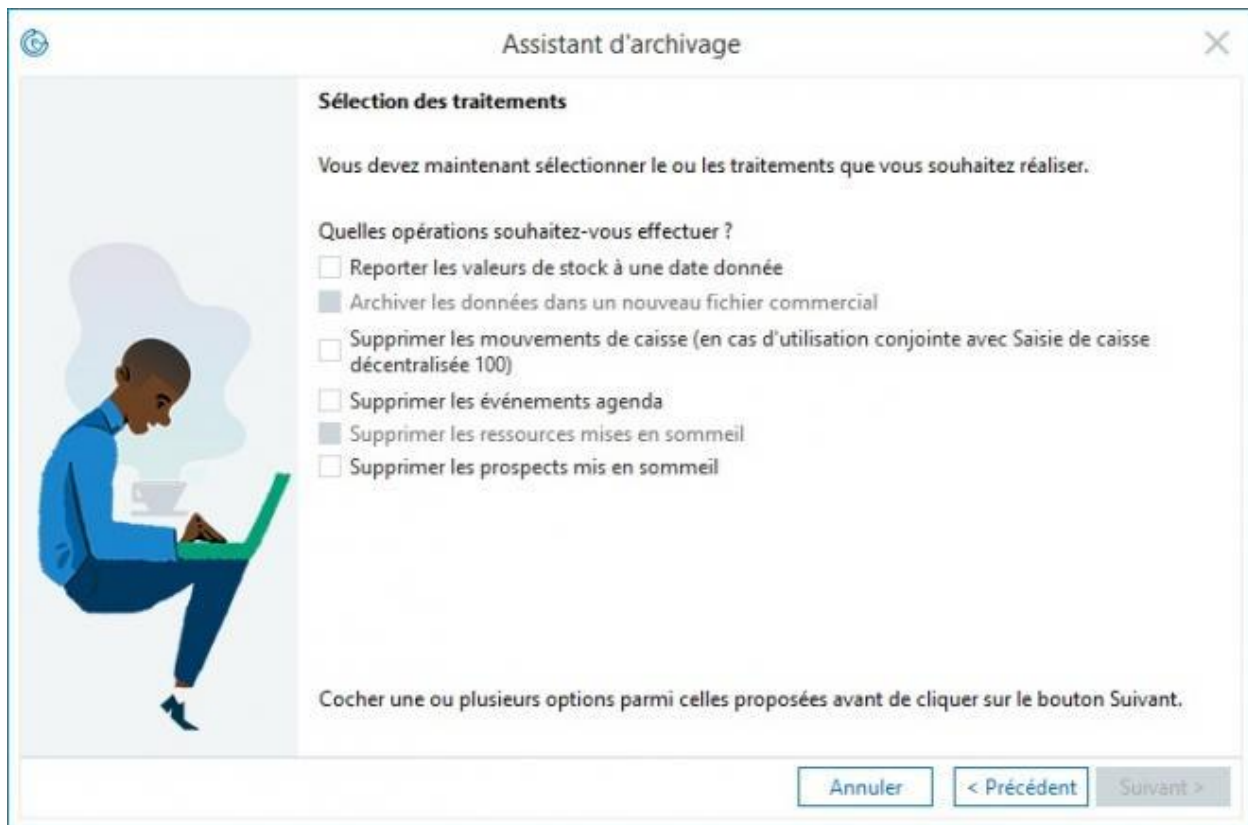 Assistant d'archivage
Sélection des traitements
Vous devez maintenant sélectionner le ou les traitements que vous souhaitez réaliser.
Quelles opérations souhaitez-vous effectuer ?
Reporter les valeurs de stock à une date donnée
Archiver les données dans un nouveau fichier commercial
Supprimer les mouvements de caisse (en cas d'utilisation conjointe avec Saisie de caisse
décentralisée 100)
Supprimer les événements agenda
Supprimer les ressources mises en sommeil
Supprimer les prospects mis en sommeil
Cocher une ou plusieurs options parmi celles proposées avant de cliquer sur le bouton Suivant.
Annuler < Précédent Suivant >